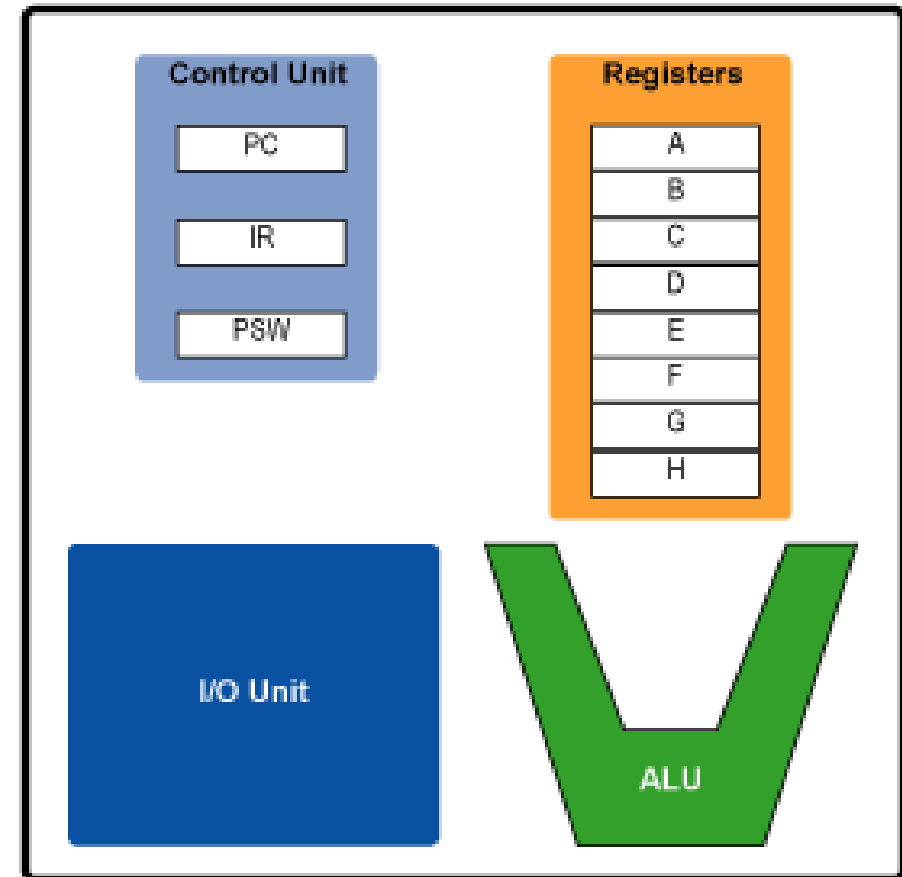 Control Unit
PC
IR
PSW
Registers
A
B
C
D
E
F
G
H
I/O Unit
ALU